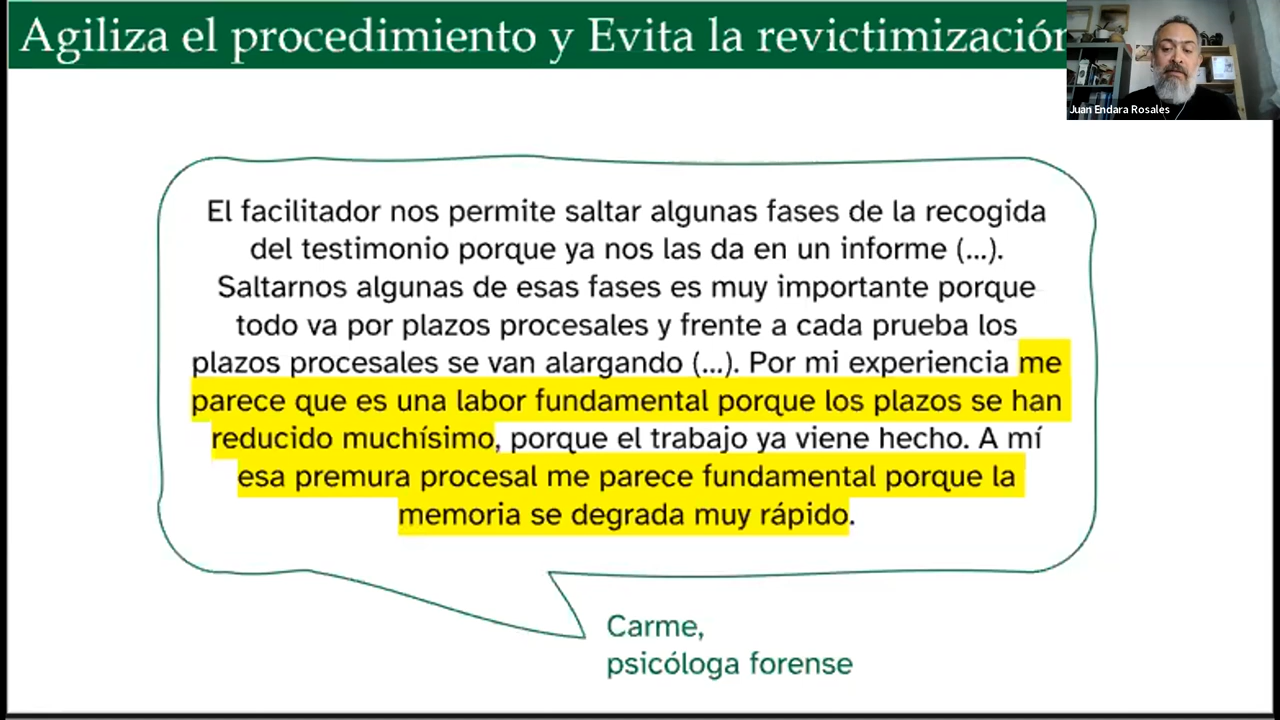 Agiliza el procedimiento y Evita la revictimización
Juan Endara Rosales
El facilitador nos permite saltar algunas fases de la recogida
del testimonio porque ya nos las da en un informe (...).
Saltarnos algunas de esas fases es muy importante porque
todo va por plazos procesales y frente a cada prueba los
plazos procesales se van alargando (...). Por mi experiencia me
parece que es una labor fundamental porque los plazos se han
reducido muchísimo, porque el trabajo ya viene hecho. A mí
esa premura procesal me parece fundamental porque la
memoria se degrada muy rápido.
Carme,
psicóloga forense